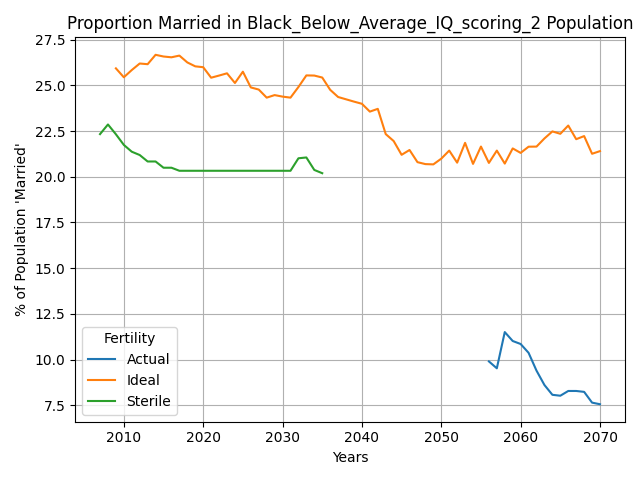 Proportion Married in Black_Below_Average_IQ_scoring_2 Population
27.5
25.0
22.5
20.0
17.5
15.0
12.5
10.0
7.5
% of Population 'Married'
Fertility
Actual
Ideal
Sterile
2010 2020 2030 2040 2050 2060 2070
Years